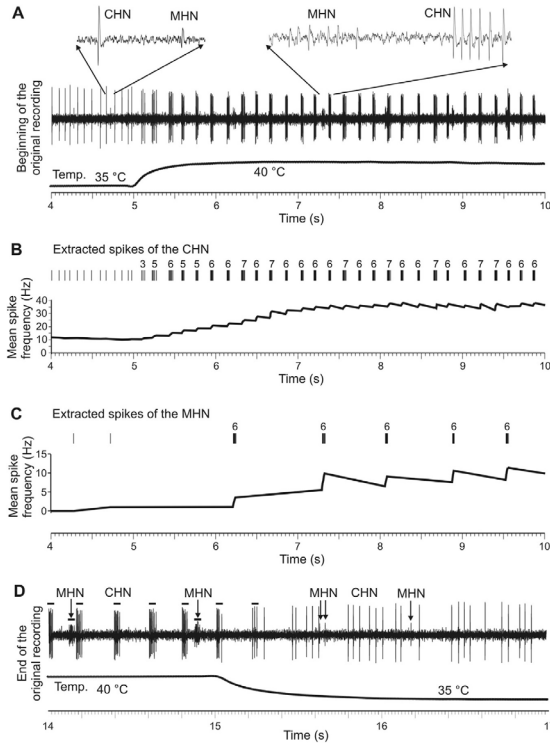 A
CHN
MHN
MHN
CHN
Beginning of the
original recording
Temp.
35 °C
40 °C
4 5 6 7 8 9 10
Time (s)
B
Extracted spikes of the CHN
3 5 6 5 5 6 6 7 6 7 6 6 6 6 7 6 6 7 6 6 7 6 6 7 7 6 6 6
Mean spike
frequency (Hz)
40
30
20
10
0
4 5 6 7 8 9 10
Time (s)
C
Extracted spikes of the MHN
6 6 6 6 6
Mean spike
frequency (Hz)
15
10
5
0
4 5 6 7 8 9 10
Time (s)
D
MHN CHN MHN MHN CHN MHN
End of the
original recording
Temp.
40 °C
35 °C
14 15 16 1
Time (s)